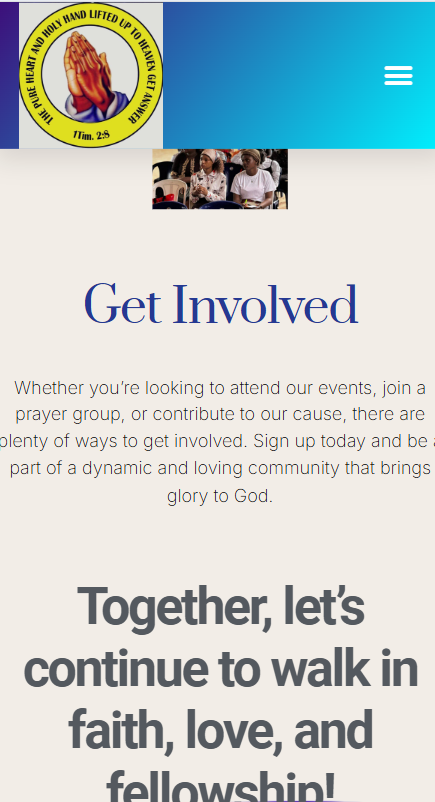 THE PURE HEART AND HOLY HAND LIFTED UP TO HEAVEN GET ANSWER
1Tim. 2:8
Get Involved
Whether you’re looking to attend our events, join a
prayer group, or contribute to our cause, there are
plenty of ways to get involved. Sign up today and be a
part of a dynamic and loving community that brings
glory to God.
Together, let’s
continue to walk in
faith, love, and
fellowship!